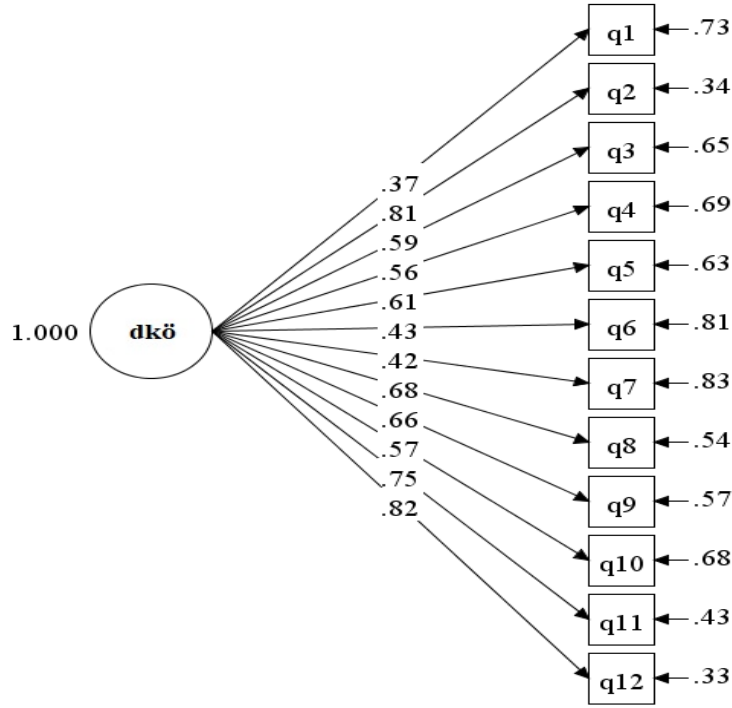 q1
.73
q2
.34
q3
.65
q4
.69
q5
.63
q6
.81
q7
.83
q8
.54
q9
.57
q10
.68
q11
.43
q12
.33
.37
.81
.59
.56
.61
.43
.42
.68
.66
.57
.75
.82
1.000
dkö